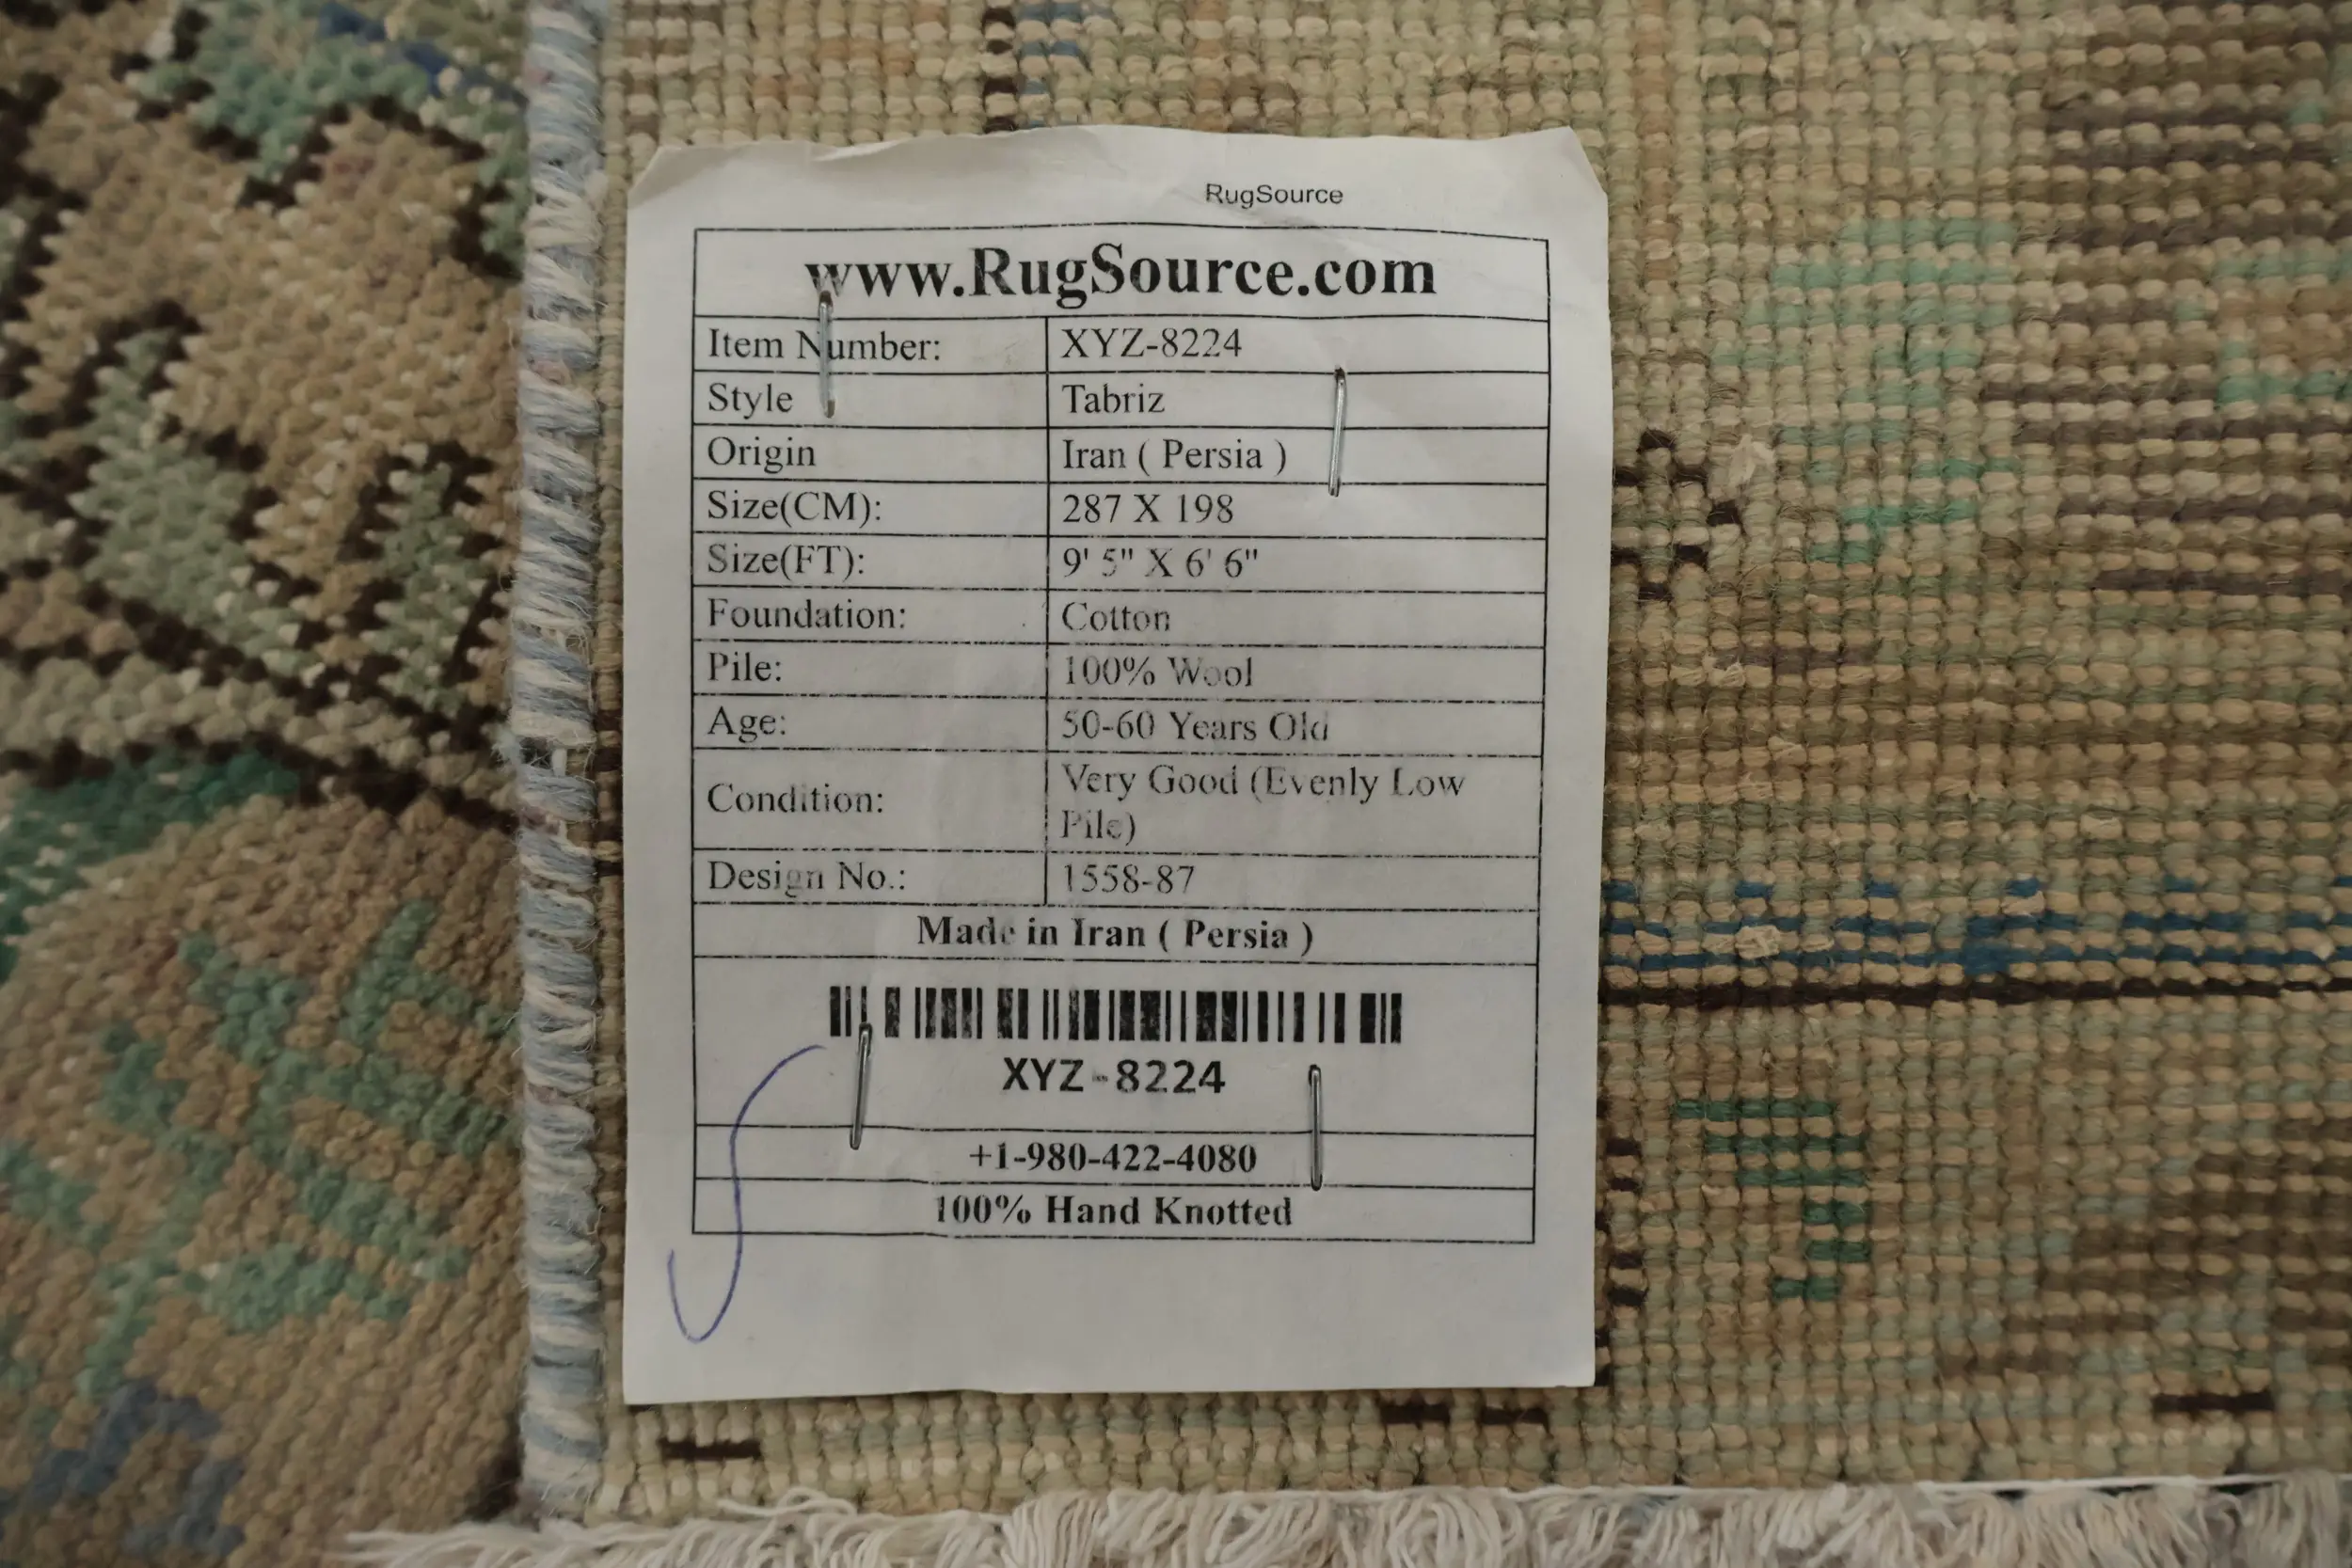 RugSource
www.RugSource.com
Item Number: XYZ-8224
Style Tabriz
Origin Iran ( Persia )
Size(CM): 287 X 198
Size(FT): 9' 5" X 6' 6"
Foundation: Cotton
Pile: 100% Wool
Age: 50-60 Years Old
Condition: Very Good (Evenly Low
Pile)
Design No.: 1558-87
Made in Iran ( Persia )
XYZ-8224
+1-980-422-4080
100% Hand Knotted